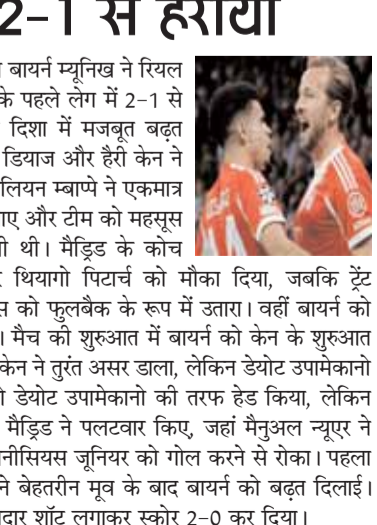 2-1 से हराया
बायर्न म्यूनिख ने रियल
के पहले लेग में 2-1 से
दिशा में मजबूत बढ़त
डियाज और हैरी केन ने
लियन म्बाप्पे ने एकमात्र
गाए और टीम को महसूस
थी। मैड्रिड के कोच
थियागो पिटार्च को मौका दिया, जबकि ट्रेंट
को फुलबैक के रूप में उतारा। वहीं बायर्न को
। मैच की शुरुआत में बायर्न को केन के शुरुआत
केन ने तुरंत असर डाला, लेकिन डेयोट उपामेकानो
डेयोट उपामेकानो की तरफ हेड किया, लेकिन
मैड्रिड ने पलटवार किए, जहां मैनुअल न्यूएर ने
नीसियस जूनियर को गोल करने से रोका। पहला
ने बेहतरीन मूव के बाद बायर्न को बढ़त दिलाई।
दार शॉट लगाकर स्कोर 2-0 कर दिया।